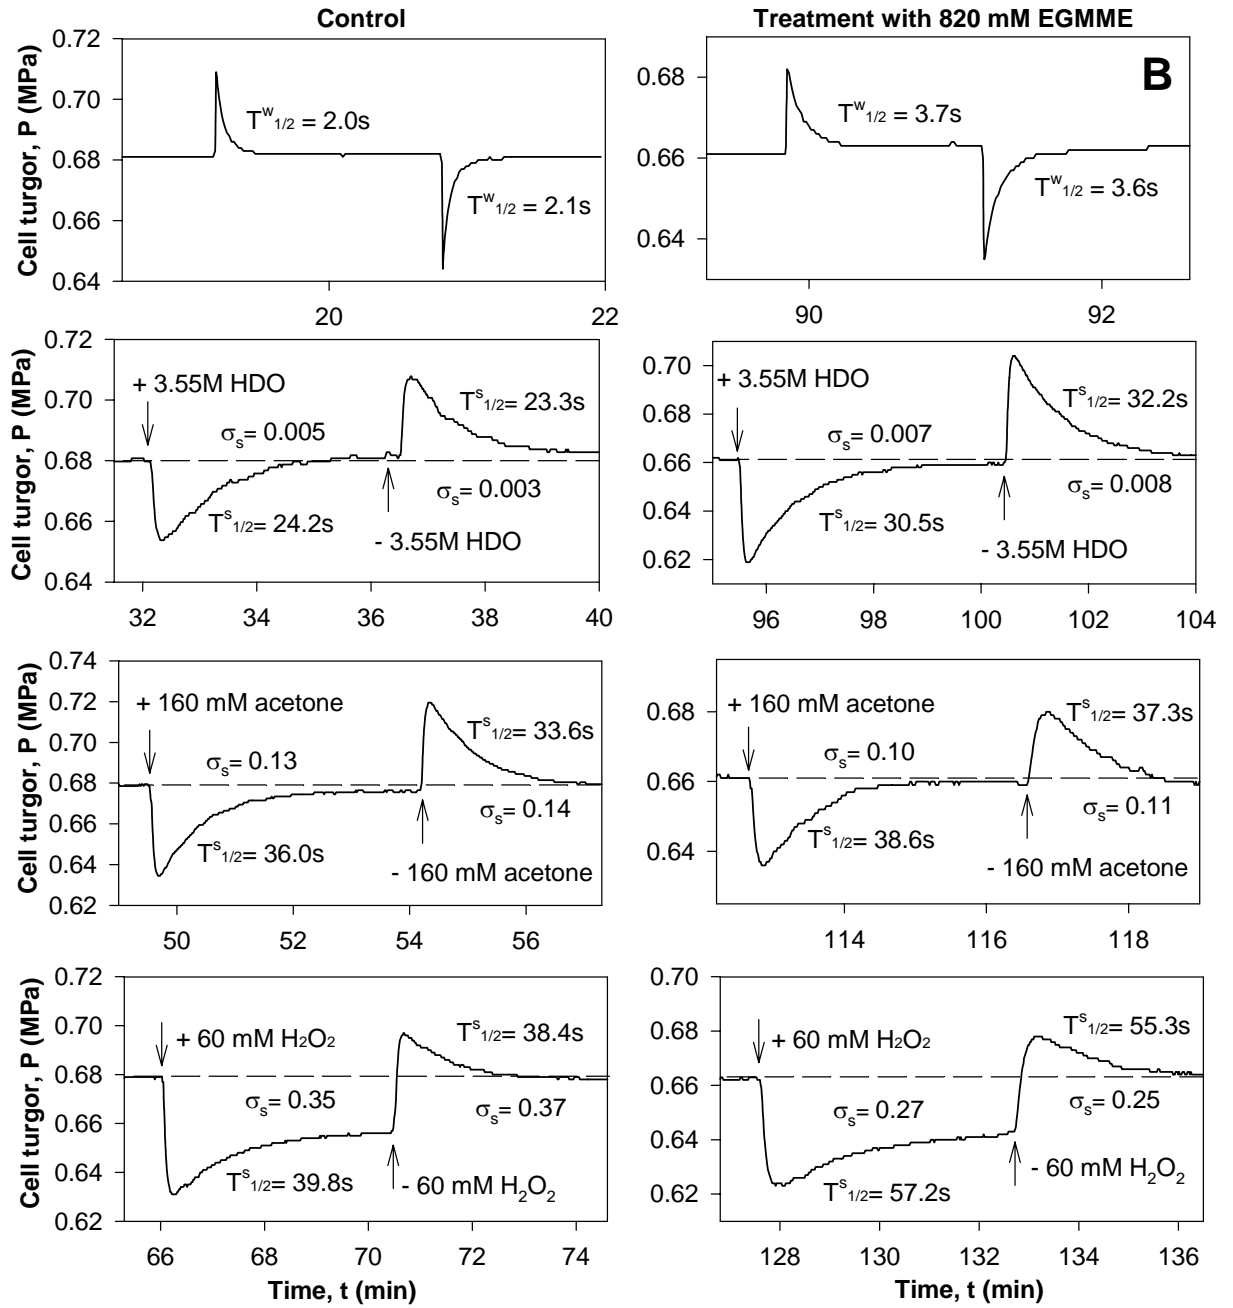 Control
Treatment with 820 mM EGMME
B
Cell turgor, P (MPa)
0.72
0.70
0.68
0.66
0.64
T^w_1/2 = 2.0s
T^w_1/2 = 2.1s
20
22
0.68
0.66
0.64
T^w_1/2 = 3.7s
T^w_1/2 = 3.6s
90
92
Cell turgor, P (MPa)
0.72
0.70
0.68
0.66
0.64
+ 3.55M HDO
T^s_1/2= 23.3s
σ_s= 0.005
σ_s= 0.003
T^s_1/2= 24.2s
- 3.55M HDO
32
34
36
38
40
0.70
0.68
0.66
0.64
0.62
+ 3.55M HDO
T^s_1/2= 32.2s
σ_s= 0.007
σ_s= 0.008
T^s_1/2= 30.5s
- 3.55M HDO
96
98
100
102
104
Cell turgor, P (MPa)
0.74
0.72
0.70
0.68
0.66
0.64
0.62
+ 160 mM acetone
T^s_1/2= 33.6s
σ_s= 0.13
σ_s= 0.14
T^s_1/2= 36.0s
- 160 mM acetone
50
52
54
56
0.68
0.66
0.64
+ 160 mM acetone
T^s_1/2= 37.3s
σ_s= 0.10
σ_s= 0.11
T^s_1/2= 38.6s
- 160 mM acetone
114
116
118
Cell turgor, P (MPa)
0.72
0.70
0.68
0.66
0.64
0.62
+ 60 mM H2O2
T^s_1/2= 38.4s
σ_s= 0.35
σ_s= 0.37
T^s_1/2= 39.8s
- 60 mM H₂O₂
66
68
70
72
74
Time, t (min)
0.70
0.68
0.66
0.64
0.62
+ 60 mM H2O2
T^s_1/2= 55.3s
σ_s= 0.27
σ_s= 0.25
T^s_1/2= 57.2s
- 60 mM H₂O₂
128
130
132
134
136
Time, t (min)